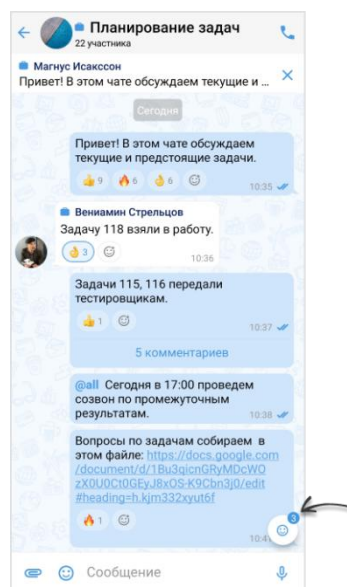 Планирование задач
22 участника
Магнус Исакссон
Привет! В этом чате обсуждаем текущие и ...
Сегодня
Привет! В этом чате обсуждаем
текущие и предстоящие задачи.
9 6 6
10:35
Вениамин Стрельцов
Задачу 118 взяли в работу.
3
10:36
Задачи 115, 116 передали
тестировщикам.
1
10:37
5 комментариев
@all Сегодня в 17:00 проведем
созвон по промежуточным
результатам.
10:38
Вопросы по задачам собираем в
этом файле: https://docs.google.com
/document/d/1Bu3qicnGRyMDcWO
zX0U0Ct0GEyJ8xOS-K9Cbn3j0/edit
#heading=h.kjm332xyut6f
3
1
Сообщение